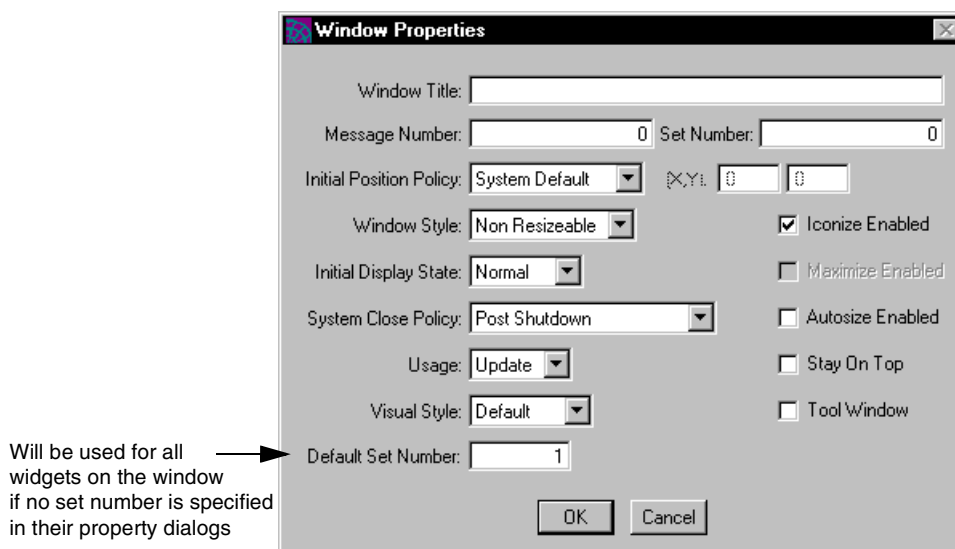 Window Properties
Window Title:
Message Number: 0 Set Number: 0
Initial Position Policy: System Default (X,Y): 0 0
Window Style: Non Resizeable Iconize Enabled
Initial Display State: Normal Maximize Enabled
System Close Policy: Post Shutdown Autosize Enabled
Usage: Update Stay On Top
Visual Style: Default Tool Window
Default Set Number: 1
Will be used for all
widgets on the window
if no set number is specified
in their property dialogs
OK Cancel